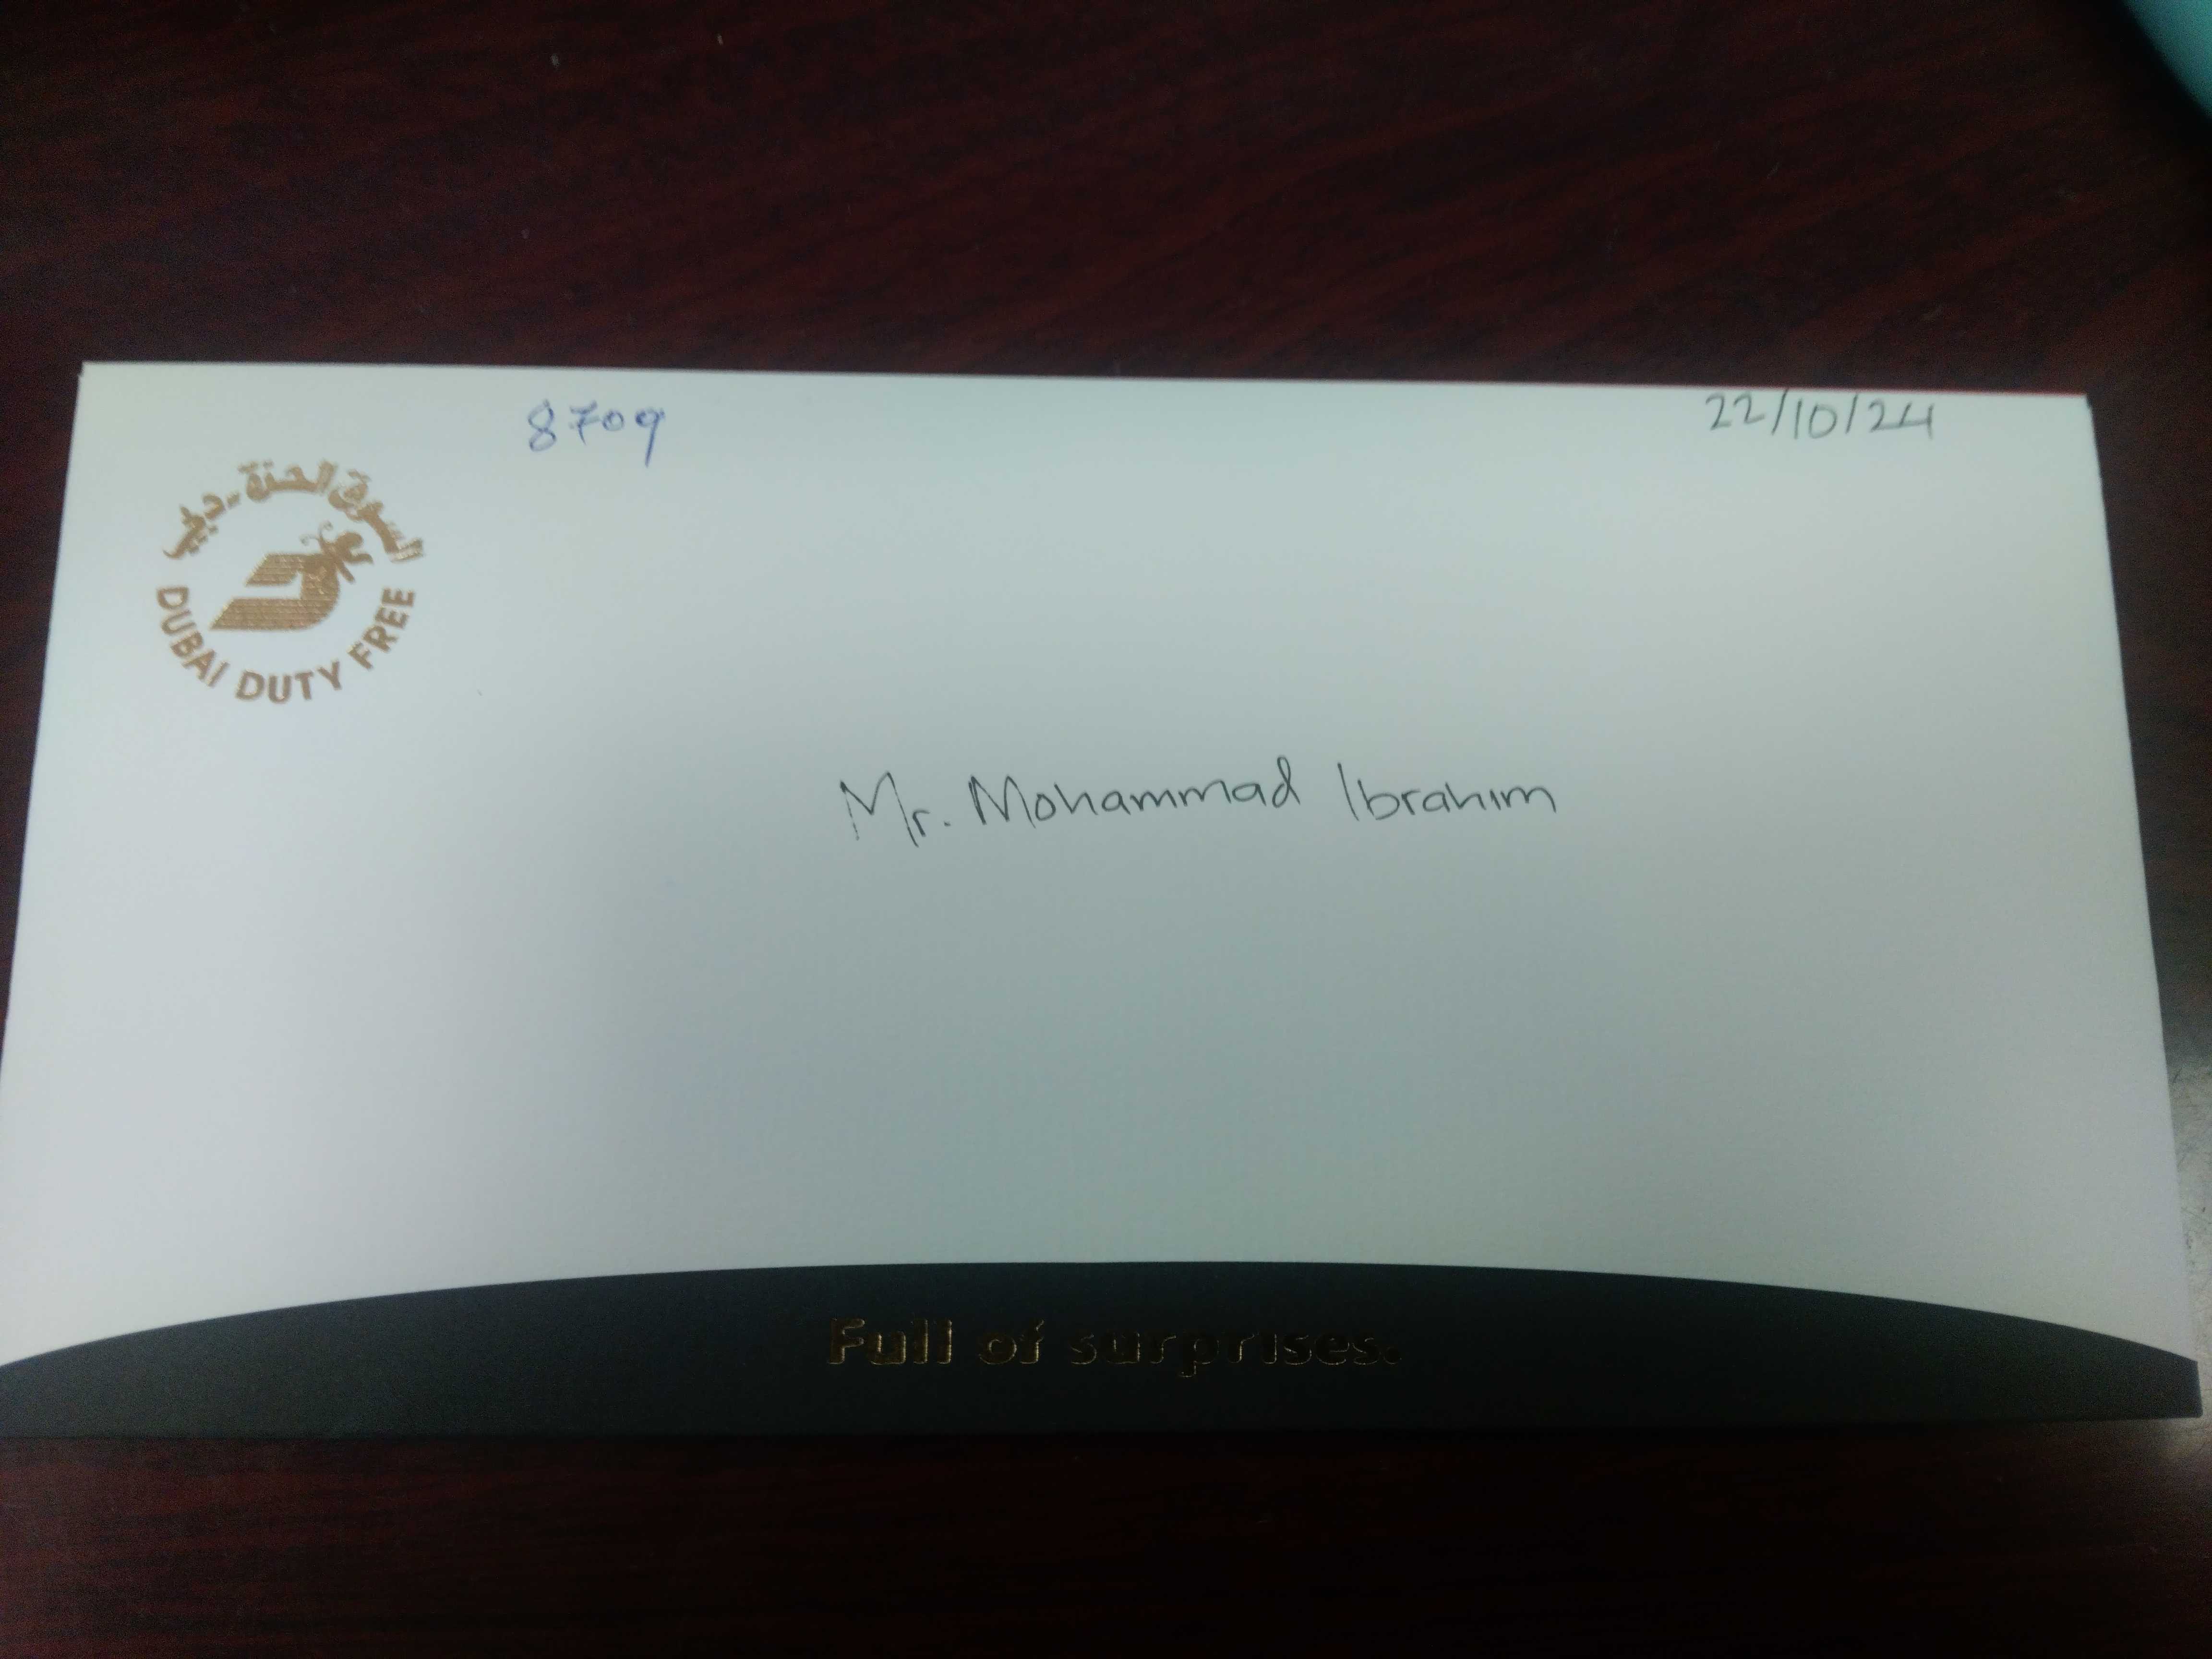 8709
22/10/24
السوق الحرة - دبي
DUBAI DUTY FREE
Mr. Mohammad Ibrahim
Full of surprises.